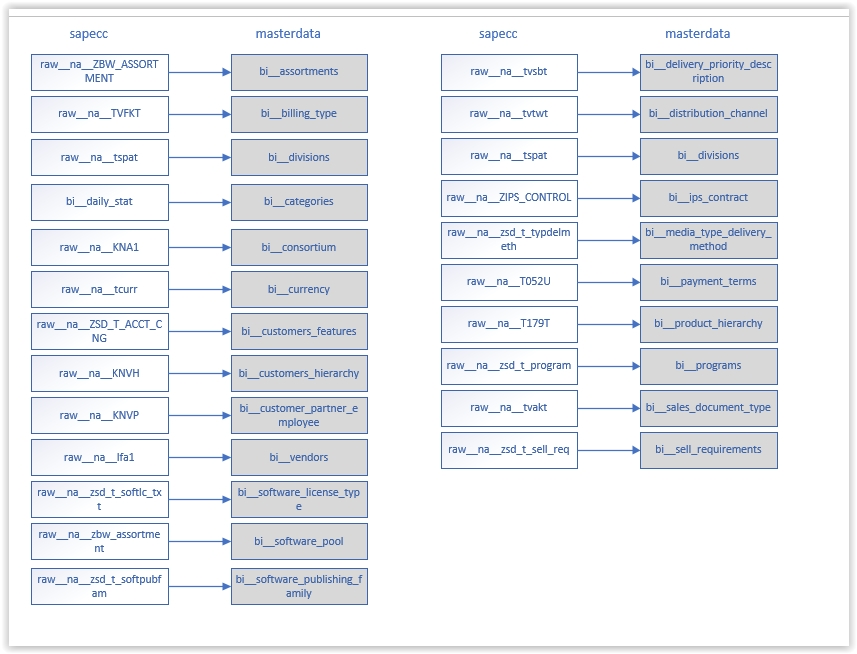 sapecc
masterdata
raw__na__ZBW_ASSORT
MENT
bi__assortments
raw__na__TVFKT
bi__billing_type
raw__na__tspat
bi__divisions
bi__daily_stat
bi__categories
raw__na__KNA1
bi__consortium
raw__na__tcurr
bi__currency
raw__na__ZSD_T_ACCT_C
NG
bi__customers_features
raw__na__KNVH
bi__customers_hierarchy
raw__na__KNVP
bi__customer_partner_e
mployee
raw__na__lfa1
bi__vendors
raw__na__zsd_t_softlc_tx
t
bi__software_license_typ
e
raw__na__zbw_assortme
nt
bi__software_pool
raw__na__zsd_t_softpubf
am
bi__software_publishing_f
amily
sapecc
masterdata
raw__na__tvsbt
bi__delivery_priority_desc
ription
raw__na__tvtwt
bi__distribution_channel
raw__na__tspat
bi__divisions
raw__na__ZIPS_CONTROL
bi__ips_contract
raw__na__zsd_t_typdelm
eth
bi__media_type_delivery_
method
raw__na__T052U
bi__payment_terms
raw__na__T179T
bi__product_hierarchy
raw__na__zsd_t_program
bi__programs
raw__na__tvakt
bi__sales_document_type
raw__na__zsd_t_sell_req
bi__sell_requirements